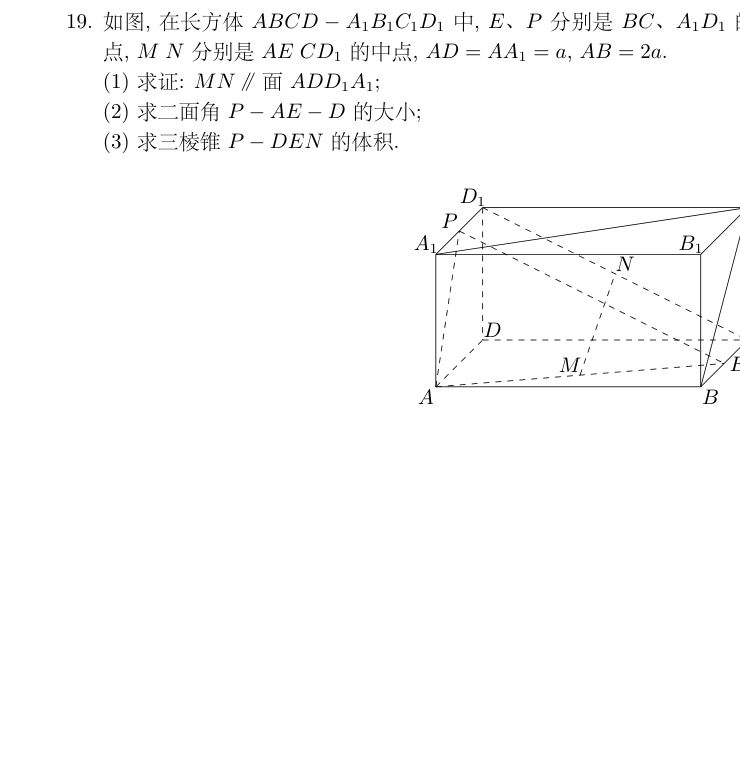 19. 如图, 在长方体 ABCD − A₁B₁C₁D₁ 中, E、P 分别是 BC、A₁D₁
点, M N 分别是 AE CD₁ 的中点, AD = AA₁ = a, AB = 2a.
(1) 求证: MN ∥ 面 ADD₁A₁;
(2) 求二面角 P − AE − D 的大小;
(3) 求三棱锥 P − DEN 的体积.
D₁
P
A₁
B₁
N
D
M
A
B